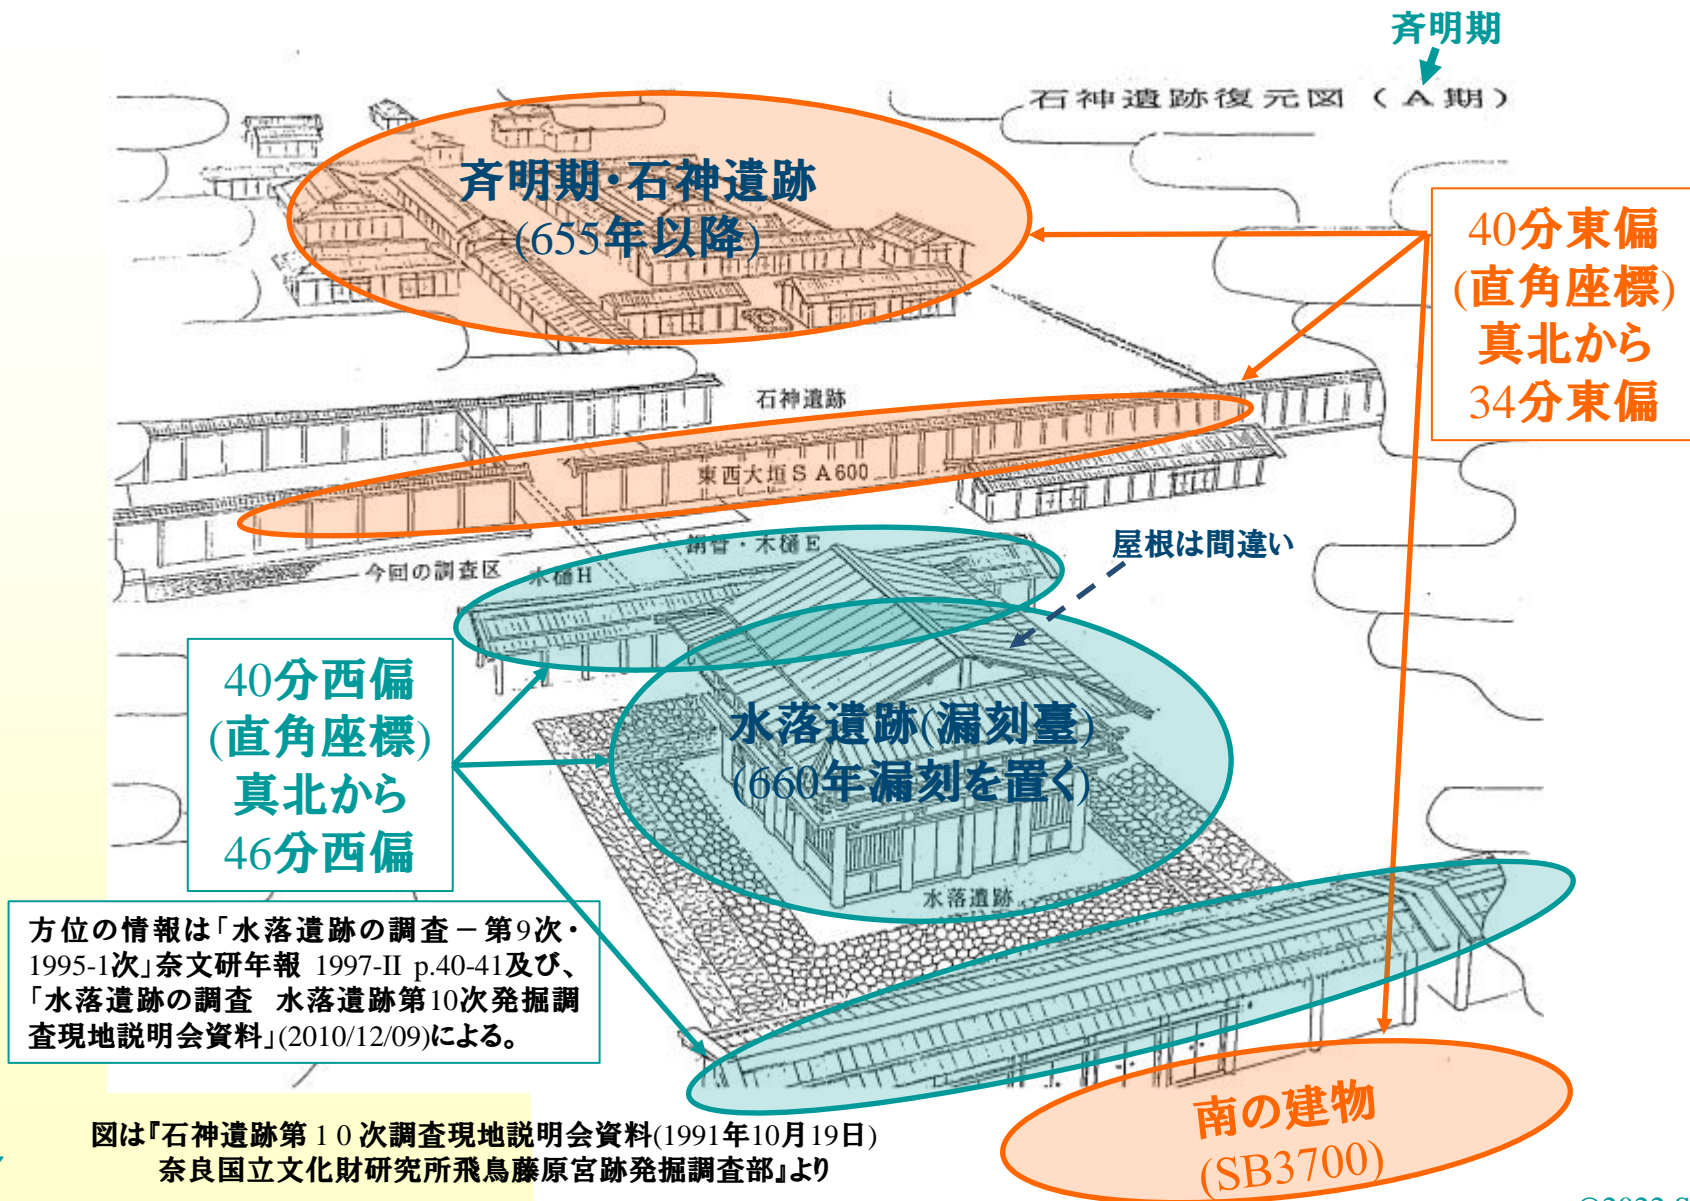 斉明期
石神遺跡復元図（A期）
斉明期・石神遺跡
(655年以降)
40分東偏
(直角座標)
真北から
34分東偏
石神遺跡
東西大垣ＳＡ600
銅管・木樋E
今回の調査区
木樋H
屋根は間違い
40分西偏
(直角座標)
真北から
46分西偏
水落遺跡(漏刻臺)
(660年漏刻を置く)
水落遺跡
方位の情報は「水落遺跡の調査－第9次・
1995-1次」奈文研年報 1997-II p.40-41及び、
「水落遺跡の調査　水落遺跡第10次発掘調
査現地説明会資料」(2010/12/09)による。
南の建物
(SB3700)
図は『石神遺跡第１０次調査現地説明会資料(1991年10月19日)
奈良国立文化財研究所飛鳥藤原宮跡発掘調査部』より